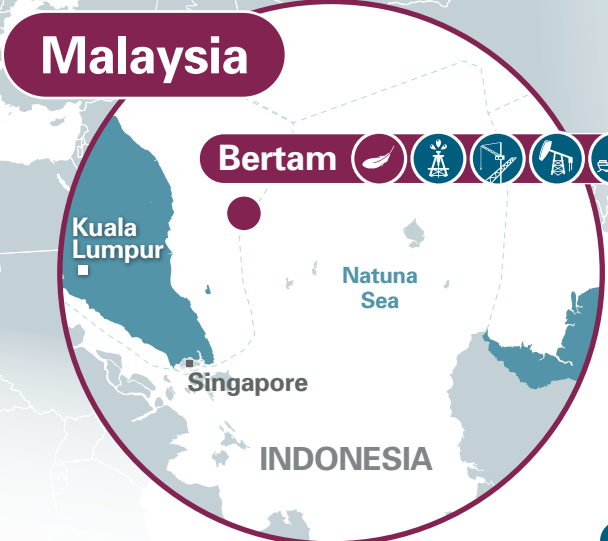 Malaysia
Bertam
Kuala
Lumpur
Natuna
Sea
Singapore
INDONESIA